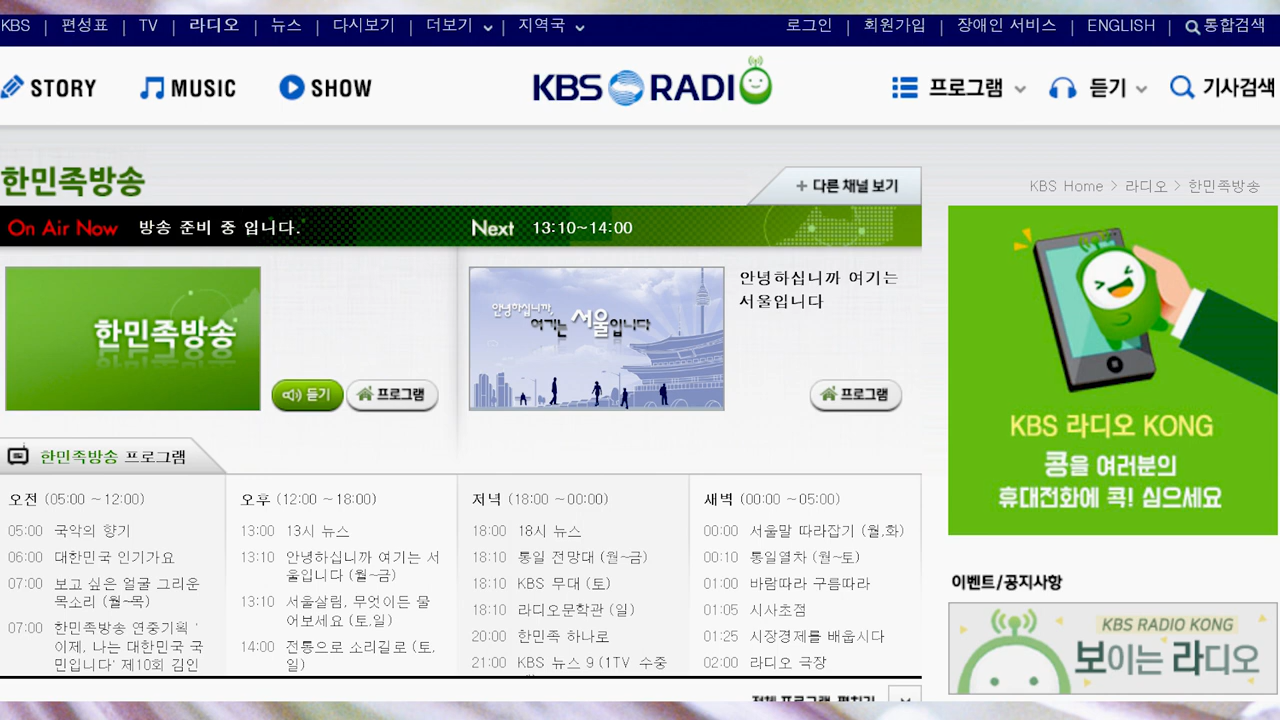 KBS | 편성표 | TV | 라디오 | 뉴스 | 다시보기 | 더보기 | 지역국
로그인 | 회원가입 | 장애인 서비스 | ENGLISH | 통합검색
STORY MUSIC SHOW
KBS RADIO
프로그램 듣기 기사검색
한민족방송
+ 다른 채널 보기
KBS Home > 라디오 > 한민족방송
On Air Now 방송 준비 중 입니다.
Next 13:10~14:00
한민족방송
듣기 프로그램
안녕하십니까,
여기는 서울입니다
안녕하십니까 여기는
서울입니다
프로그램
KBS 라디오 KONG
콩을 여러분의
휴대전화에 콕! 심으세요
한민족방송 프로그램
오전 (05:00 ~12:00)
05:00 국악의 향기
06:00 대한민국 인기가요
07:00 보고 싶은 얼굴 그리운
목소리 (월~목)
07:00 한민족방송 연중기획 '
이제, 나는 대한민국 국
민입니다' 제10회 김인
오후 (12:00 ~18:00)
13:00 13시 뉴스
13:10 안녕하십니까 여기는 서
울입니다 (월~금)
13:10 서울살림, 무엇이든 물
어보세요 (토,일)
14:00 전통으로 소리길로 (토,
일)
저녁 (18:00 ~00:00)
18:00 18시 뉴스
18:10 통일 전망대 (월~금)
18:10 KBS 무대 (토)
18:10 라디오문학관 (일)
20:00 한민족 하나로
21:00 KBS 뉴스 9 (1TV 수중
새벽 (00:00 ~05:00)
00:00 서울말 따라잡기 (월,화)
00:10 통일열차 (월~토)
01:00 바람따라 구름따라
01:05 시사초점
01:25 시장경제를 배웁시다
02:00 라디오 극장
전체 프로그램 펼치기
이벤트/공지사항
KBS RADIO KONG
보이는 라디오